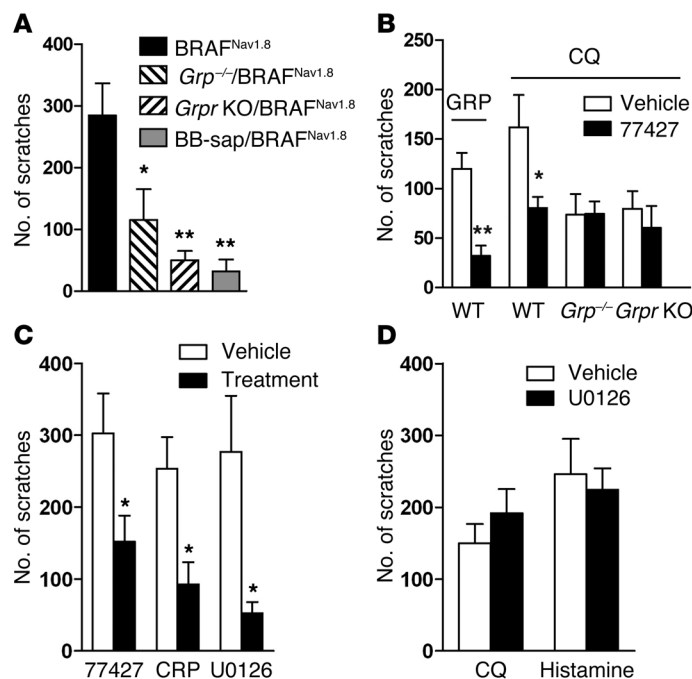 A
No. of scratches
400
300
200
100
0
BRAF^Nav1.8
Grp–/–/BRAF^Nav1.8
Grpr KO/BRAF^Nav1.8
BB-sap/BRAF^Nav1.8
*
**
**
B
No. of scratches
250
200
150
100
50
0
CQ
GRP
Vehicle
77427
**
*
WT
WT
Grp–/–
Grpr KO
C
No. of scratches
400
300
200
100
0
Vehicle
Treatment
*
*
*
77427
CRP
U0126
D
No. of scratches
400
300
200
100
0
Vehicle
U0126
CQ
Histamine